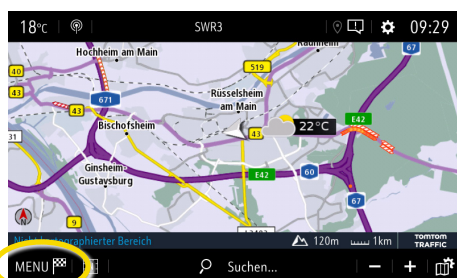 18°C SWR3 09:29
Hochheim am Main
Raunheim
67
40
519
43
671
Rüsselsheim
am Main
43
Bischofsheim
43
22°C
E42
31
Ginsheim-
Gustavsburg
E42
60
67
9
Nicht kartographierter Bereich 120m 1km TOMTOM
TRAFFIC
MENU Suchen... − +